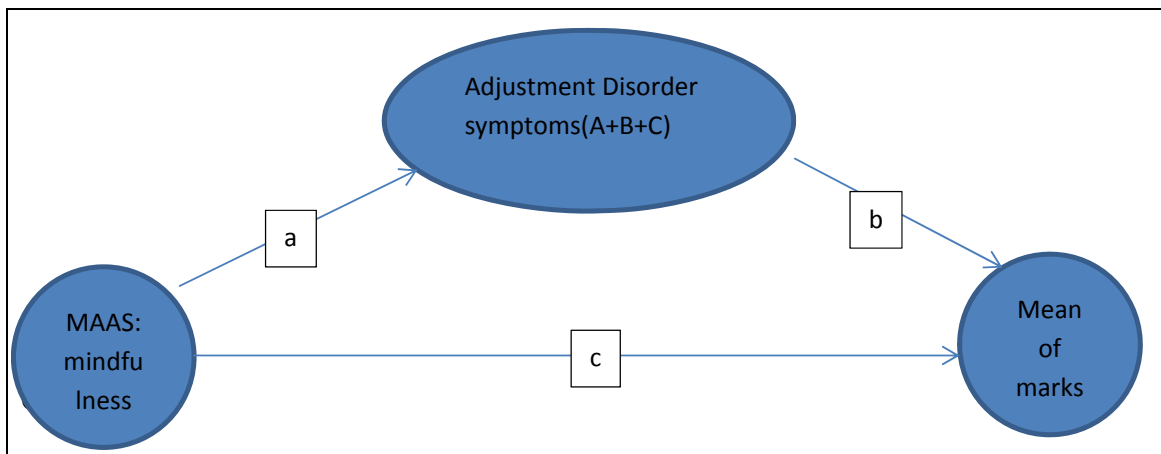 Adjustment Disorder
symptoms(A+B+C)
a
b
MAAS:
mindfu
lness
c
Mean
of
marks